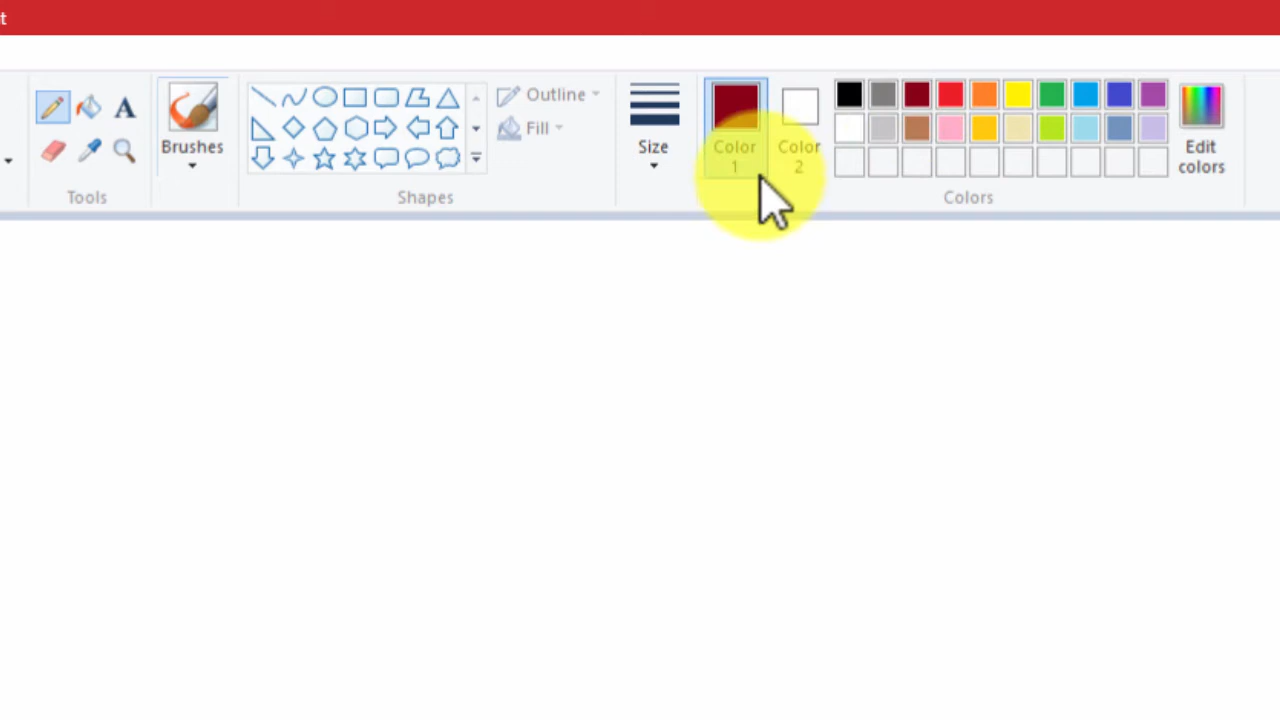 t
A
Brushes
Outline
Fill
Size
Color
1
Color
2
Edit
colors
Tools
Shapes
Colors